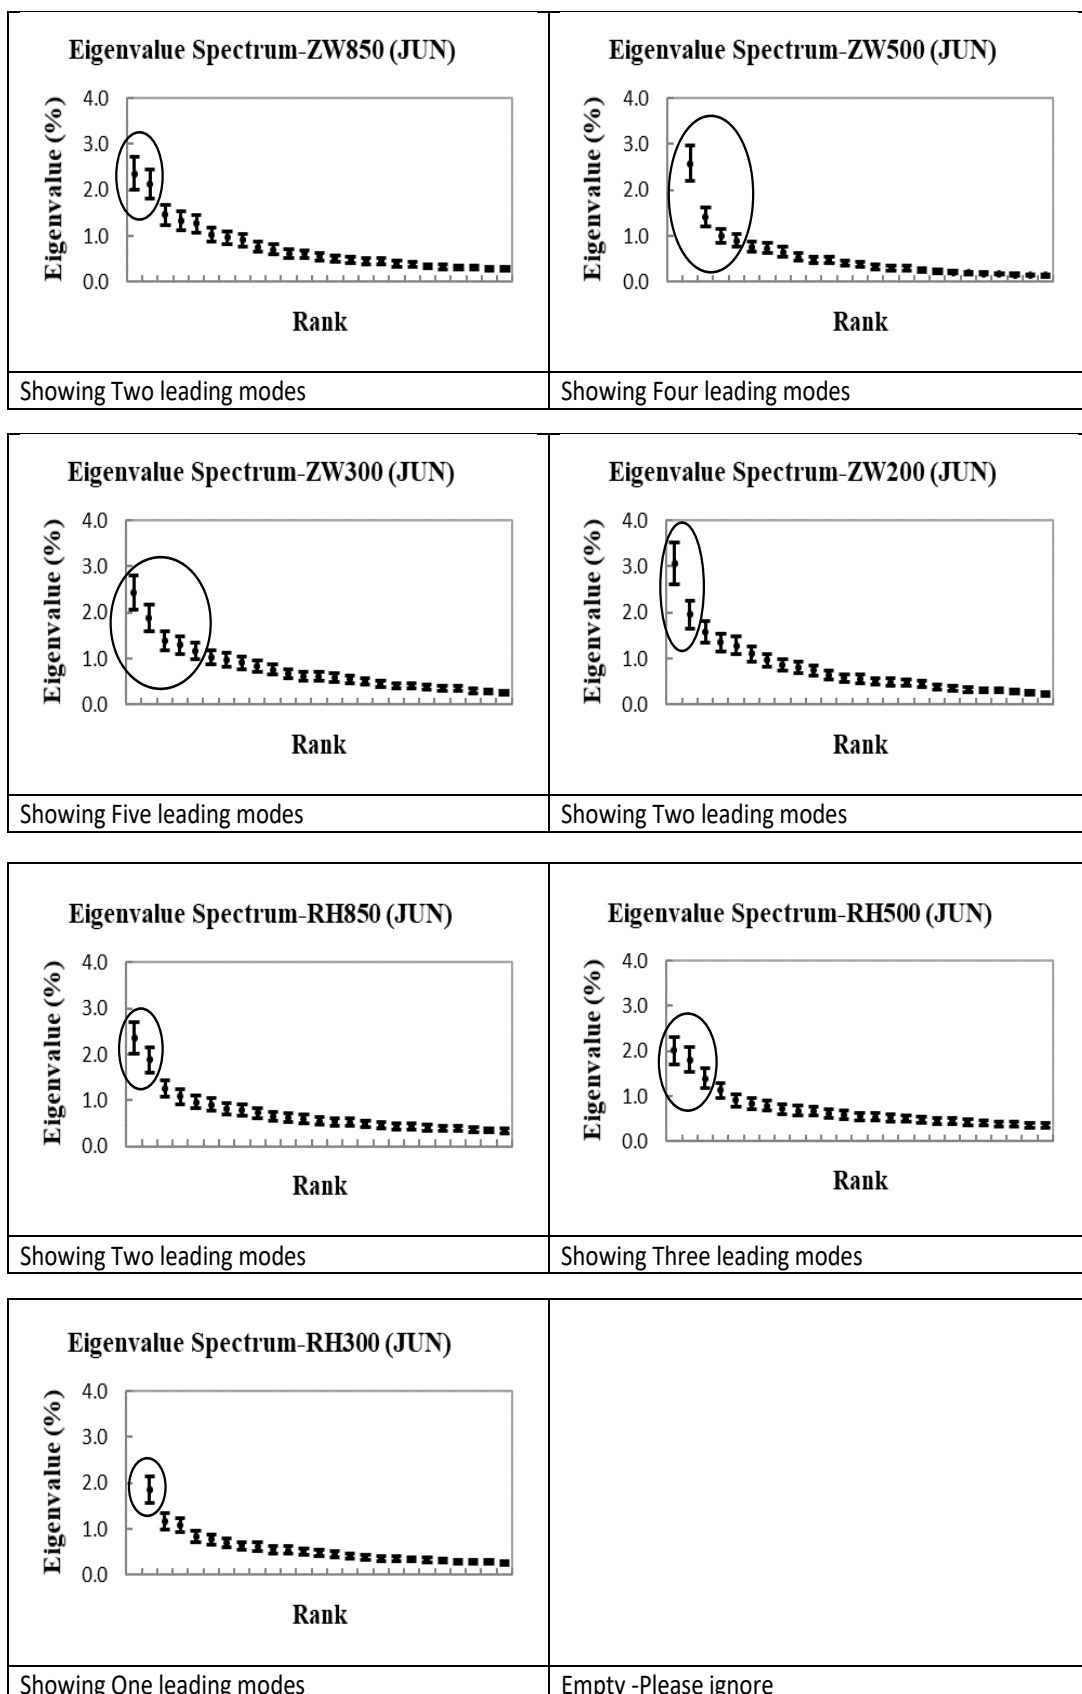 Eigenvalue Spectrum-ZW850 (JUN)
Eigenvalue (%)
4.0
3.0
2.0
1.0
0.0
Rank
Showing Two leading modes
Eigenvalue Spectrum-ZW500 (JUN)
Eigenvalue (%)
4.0
3.0
2.0
1.0
0.0
Rank
Showing Four leading modes
Eigenvalue Spectrum-ZW300 (JUN)
Eigenvalue (%)
4.0
3.0
2.0
1.0
0.0
Rank
Showing Five leading modes
Eigenvalue Spectrum-ZW200 (JUN)
Eigenvalue (%)
4.0
3.0
2.0
1.0
0.0
Rank
Showing Two leading modes
Eigenvalue Spectrum-RH850 (JUN)
Eigenvalue (%)
4.0
3.0
2.0
1.0
0.0
Rank
Showing Two leading modes
Eigenvalue Spectrum-RH500 (JUN)
Eigenvalue (%)
4.0
3.0
2.0
1.0
0.0
Rank
Showing Three leading modes
Eigenvalue Spectrum-RH300 (JUN)
Eigenvalue (%)
4.0
3.0
2.0
1.0
0.0
Rank
Showing One leading modes
Empty -Please ignore